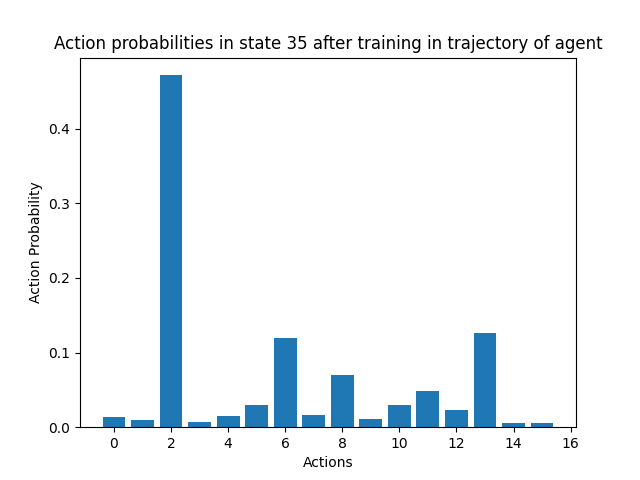 Action probabilities in state 35 after training in trajectory of agent
0.4
0.3
0.2
0.1
0.0
Action Probability
0 2 4 6 8 10 12 14 16
Actions